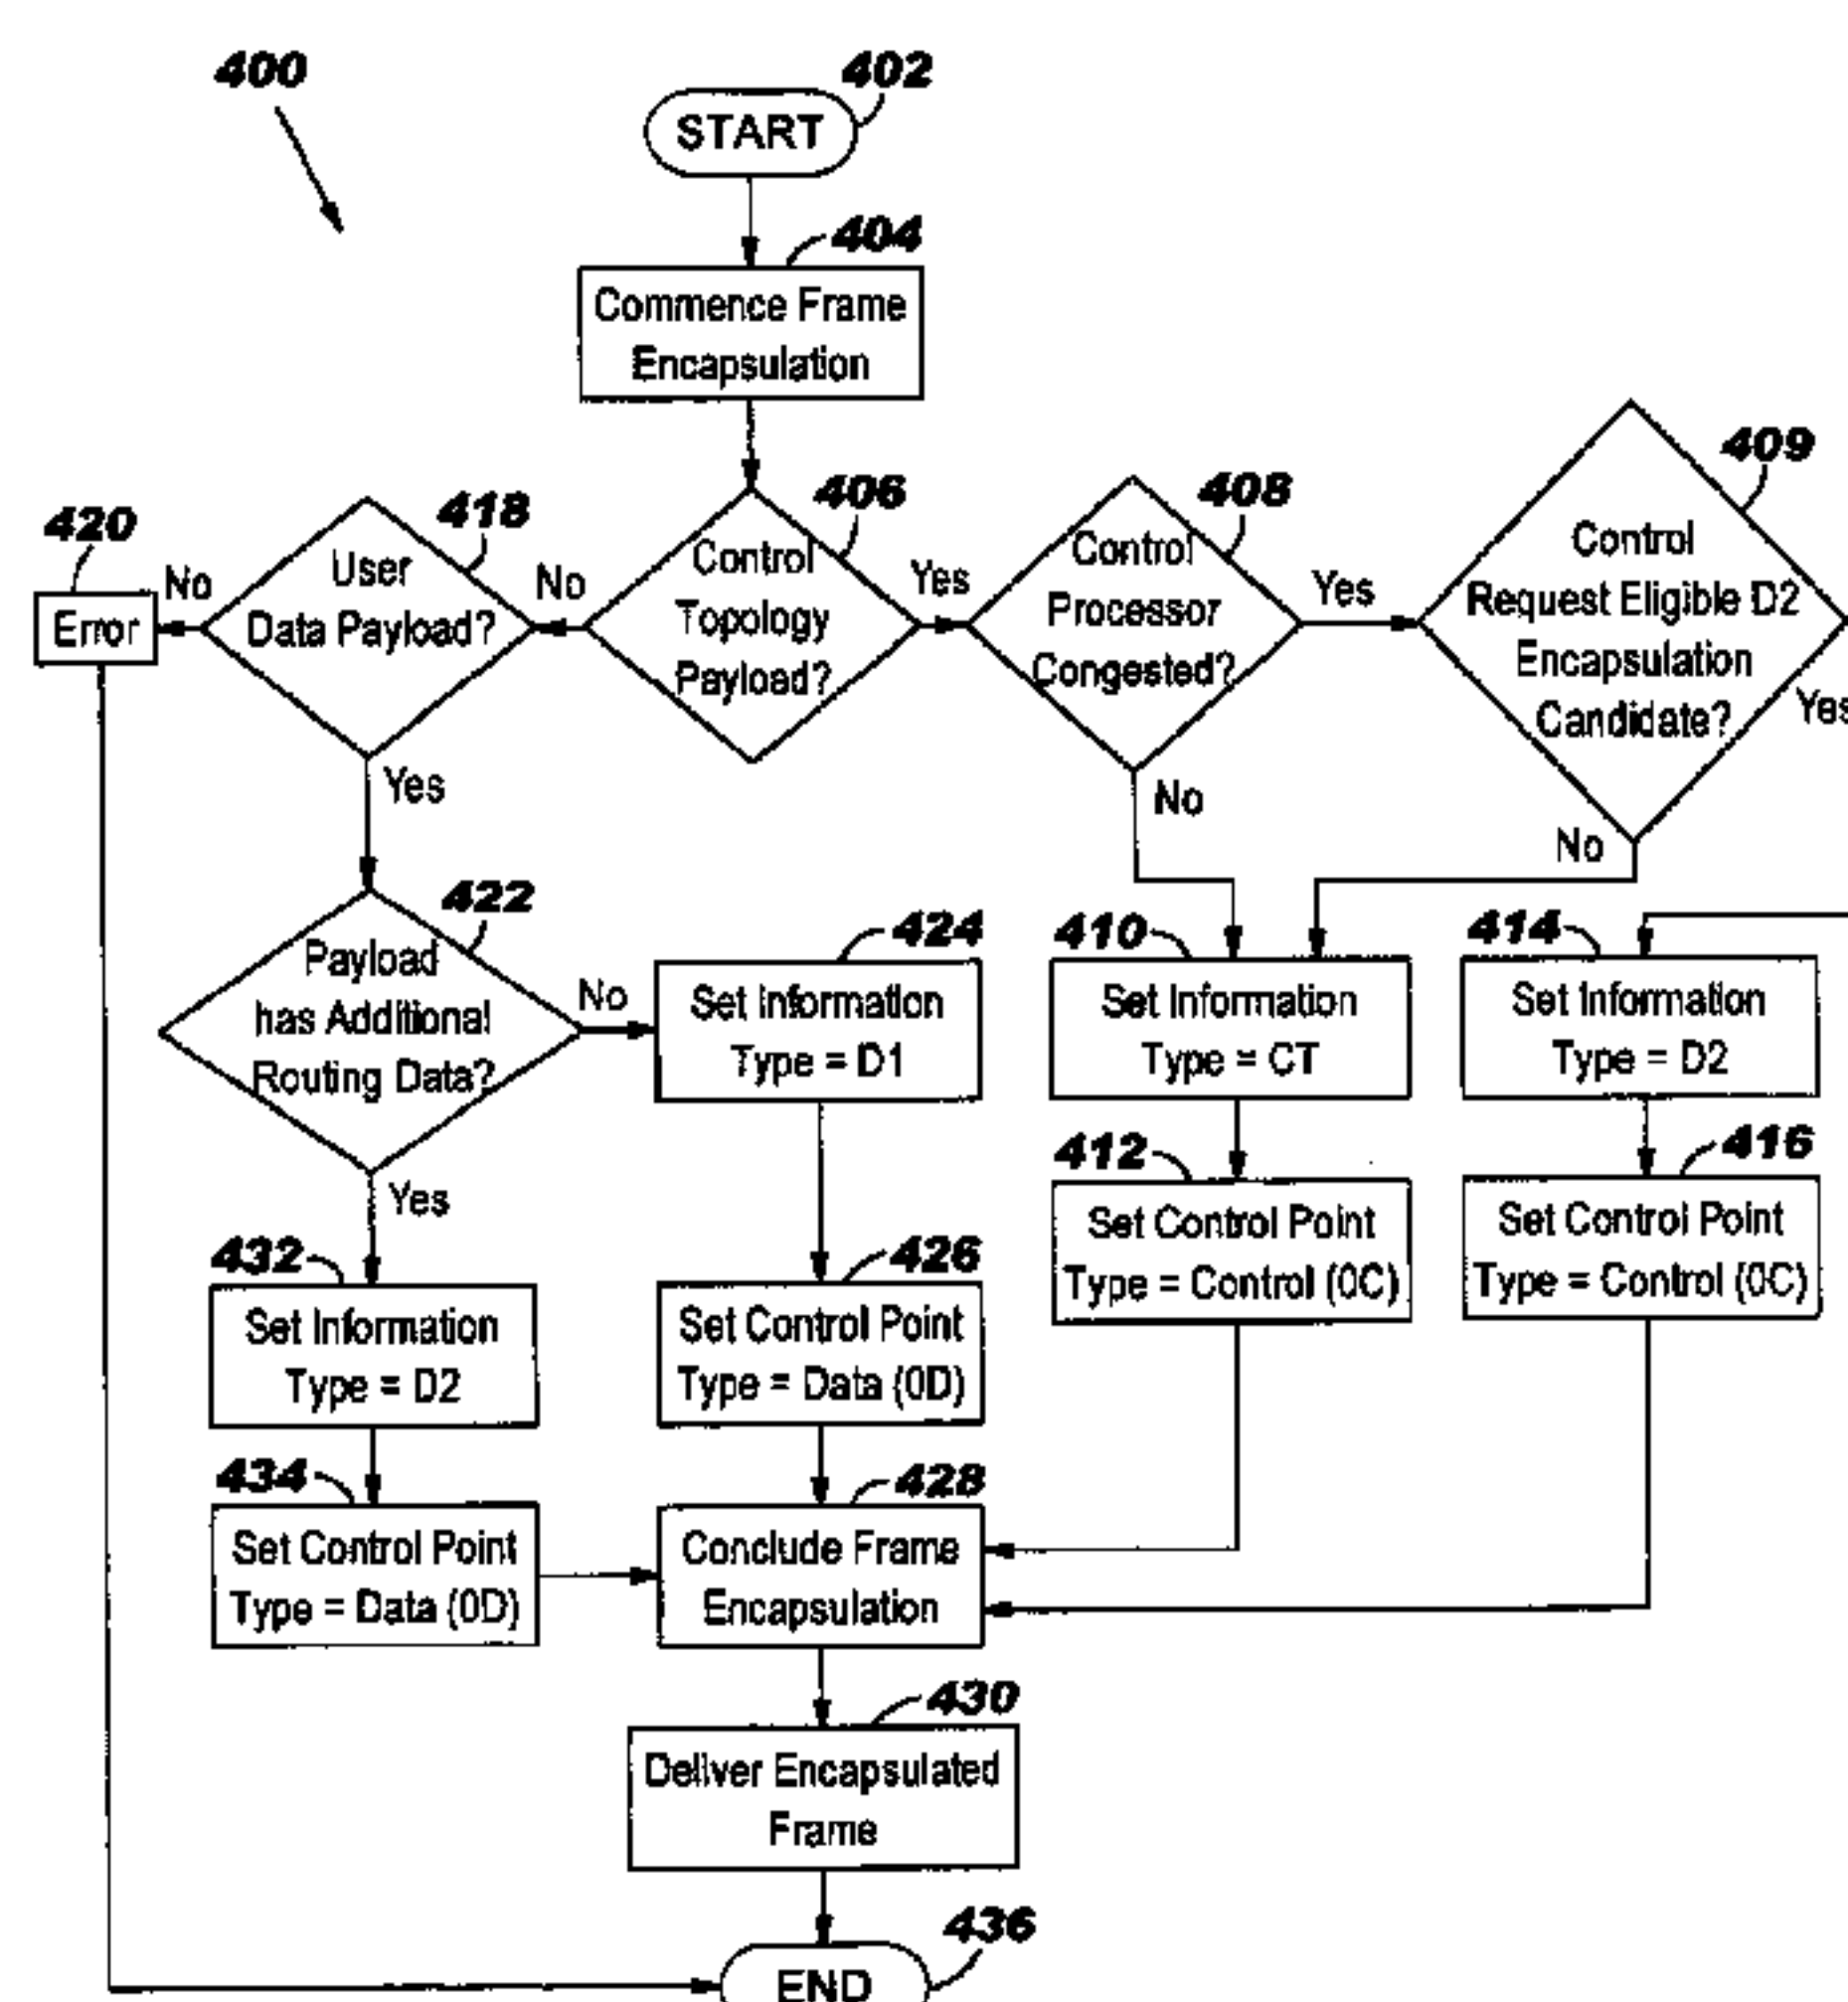 400
402
START
404
Commence Frame
Encapsulation
406
Control
Topology
Payload?
Yes
No
408
Control
Processor
Congested?
Yes
No
409
Control
Request Eligible D2
Encapsulation
Candidate?
Yes
No
418
User
Data Payload?
No
Yes
420
Error
422
Payload
has Additional
Routing Data?
No
Yes
424
Set Information
Type = D1
410
Set Information
Type = CT
414
Set Information
Type = D2
412
Set Control Point
Type = Control (0C)
416
Set Control Point
Type = Control (0C)
432
Set Information
Type = D2
426
Set Control Point
Type = Data (0D)
434
Set Control Point
Type = Data (0D)
428
Conclude Frame
Encapsulation
430
Deliver Encapsulated
Frame
436
END